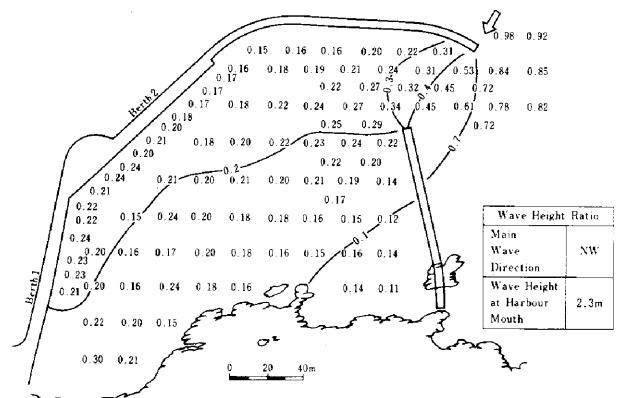 0.98 0.92
0.15 0.16 0.16 0.20 0.22 0.31
0.16 0.18 0.19 0.21 0.24 0.31 0.53 0.84 0.85
0.17
0.22 0.27 0.3 0.32 0.4 0.45 0.72
0.17
0.17 0.18 0.22 0.24 0.27 0.34 0.45 0.61 0.78 0.82
Berth 2
0.18
0.20 0.25 0.29 0.72
0.21 0.18 0.20 0.22 0.23 0.24 0.22 0.7
0.20
0.24 0.2 0.22 0.20
0.24 0.21 0.20 0.21 0.20 0.21 0.19 0.14
0.21
0.17
0.22
0.22 0.15 0.24 0.20 0.18 0.18 0.16 0.15 0.12
0.24 0.1
0.20 0.16 0.17 0.20 0.18 0.16 0.15 0.16 0.14
0.23
0.23
0.21 0.20 0.16 0.24 0.18 0.16 0.14 0.11
Berth 1
0.22 0.20 0.15
0.30 0.21
0 20 40m
Wave Height Ratio
Main Wave Direction NW
Wave Height at Harbour Mouth 2.3m